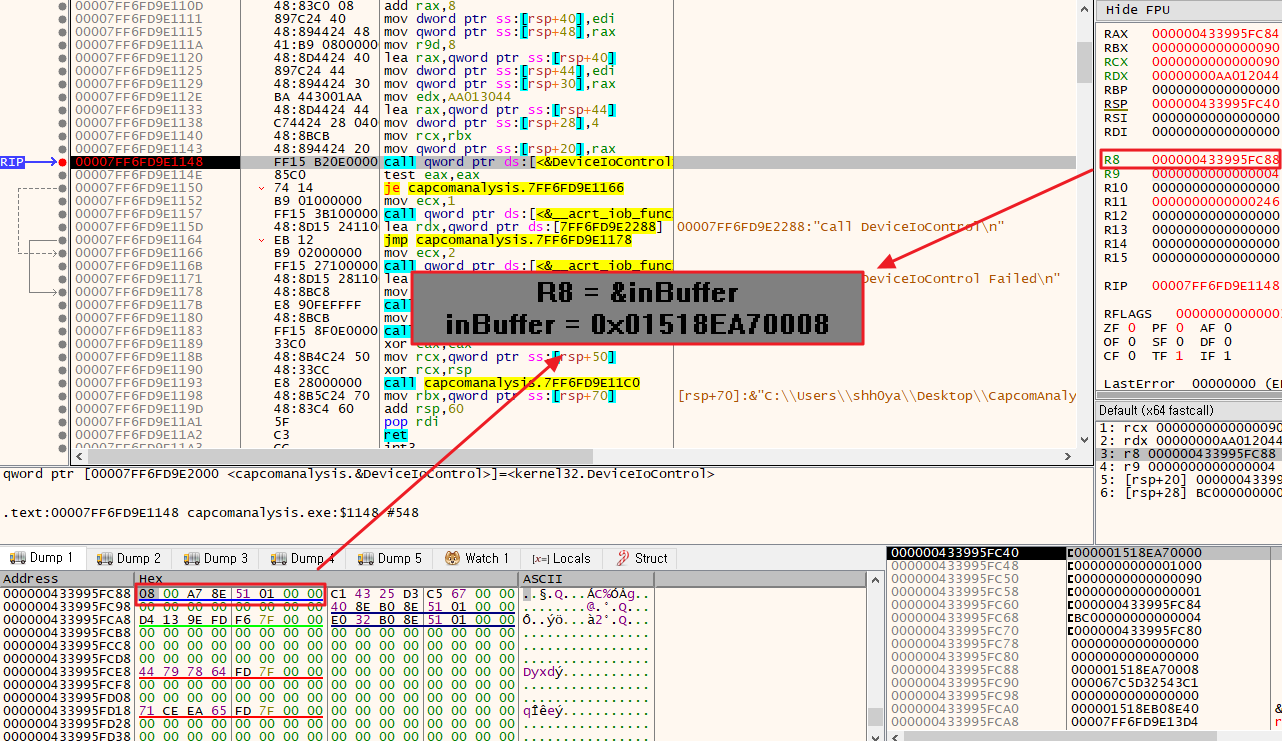 00007FF6FD9E110D 48:83C0 08 add rax,8
00007FF6FD9E1111 897C24 40 mov dword ptr ss:[rsp+40],edi
00007FF6FD9E1115 48:894424 48 mov qword ptr ss:[rsp+48],rax
00007FF6FD9E111A 41:B9 08000000 mov r9d,8
00007FF6FD9E1120 48:8D4424 40 lea rax,qword ptr ss:[rsp+40]
00007FF6FD9E1125 897C24 44 mov dword ptr ss:[rsp+44],edi
00007FF6FD9E1129 48:894424 30 mov qword ptr ss:[rsp+30],rax
00007FF6FD9E112E BA 443001AA mov edx,AA013044
00007FF6FD9E1133 48:8D4424 44 lea rax,qword ptr ss:[rsp+44]
00007FF6FD9E1138 C74424 28 040 mov dword ptr ss:[rsp+28],4
00007FF6FD9E1140 48:8BCB mov rcx,rbx
00007FF6FD9E1143 48:894424 20 mov qword ptr ss:[rsp+20],rax
RIP 00007FF6FD9E1148 FF15 B20E0000 call qword ptr ds:[<&DeviceIoControl
00007FF6FD9E114E 85C0 test eax,eax
00007FF6FD9E1150 74 14 je capcomanalysis.7FF6FD9E1166
00007FF6FD9E1152 B9 01000000 mov ecx,1
00007FF6FD9E1157 FF15 3B100000 call qword ptr ds:[<&__acrt_iob_func
00007FF6FD9E115D 48:8D15 24110 lea rdx,qword ptr ds:[7FF6FD9E2288] 00007FF6FD9E2288:"Call DeviceIoControl\n"
00007FF6FD9E1164 EB 12 jmp capcomanalysis.7FF6FD9E1178
00007FF6FD9E1166 B9 02000000 mov ecx,2
00007FF6FD9E116B FF15 27100000 call qword ptr ds:[<&__acrt_iob_func
00007FF6FD9E1171 48:8D15 28110 lea DeviceIoControl Failed\n"
00007FF6FD9E1178 48:8BC8 mov
00007FF6FD9E117B E8 90FEFFFF call
00007FF6FD9E1180 48:8BCB mov
00007FF6FD9E1183 FF15 8F0E0000 call
00007FF6FD9E1189 33C0 xor eax,eax
00007FF6FD9E118B 48:8B4C24 50 mov rcx,qword ptr ss:[rsp+50]
00007FF6FD9E1190 48:33CC xor rcx,rsp
00007FF6FD9E1193 E8 28000000 call capcomanalysis.7FF6FD9E11C0
00007FF6FD9E1198 48:8B5C24 70 mov rbx,qword ptr ss:[rsp+70] [rsp+70]:&"C:\\Users\\shh0ya\\Desktop\\CapcomAnaly
00007FF6FD9E119D 48:83C4 60 add rsp,60
00007FF6FD9E11A1 5F pop rdi
00007FF6FD9E11A2 C3 ret
00007FF6FD9E11A3 CC int3
R8 = &inBuffer
inBuffer = 0x01518EA70008
Hide FPU
RAX 000000433995FC84
RBX 0000000000000090
RCX 0000000000000090
RDX 00000000AA012044
RBP 0000000000000000
RSP 000000433995FC40
RSI 0000000000000000
RDI 0000000000000000
R8 000000433995FC88
R9 0000000000000004
R10 0000000000000000
R11 0000000000000246
R12 0000000000000000
R13 0000000000000000
R14 0000000000000000
R15 0000000000000000
RIP 00007FF6FD9E1148
RFLAGS 000000000000030
ZF 0 PF 0 AF 0
OF 0 SF 0 DF 0
CF 0 TF 1 IF 1
LastError 00000000 (E
Default (x64 fastcall)
1: rcx 0000000000000090
2: rdx 00000000AA012044
3: r8 000000433995FC88
4: r9 0000000000000004
5: [rsp+20] 000000433995
6: [rsp+28] BC0000000000
qword ptr [00007FF6FD9E2000 <capcomanalysis.&DeviceIoControl>]=<kernel32.DeviceIoControl>
.text:00007FF6FD9E1148 capcomanalysis.exe:$1148 #548
Dump 1 Dump 2 Dump 3 Dump 4 Dump 5 Watch 1 [x=] Locals Struct
Address Hex ASCII
000000433995FC88 08 00 A7 8E 51 01 00 00 C1 43 25 D3 C5 67 00 00 ..§.Q...ÁC%ÓÅg..
000000433995FC98 00 00 00 00 00 00 00 00 40 8E B0 8E 51 01 00 00 ........@.°.Q...
000000433995FCA8 D4 13 9E FD F6 7F 00 00 E0 32 B0 8E 51 01 00 00 Ô..ýö...à2°.Q...
000000433995FCB8 00 00 00 00 00 00 00 00 00 00 00 00 00 00 00 00 ................
000000433995FCC8 00 00 00 00 00 00 00 00 00 00 00 00 00 00 00 00 ................
000000433995FCD8 00 00 00 00 00 00 00 00 00 00 00 00 00 00 00 00 ................
000000433995FCE8 44 79 78 64 FD 7F 00 00 00 00 00 00 00 00 00 00 Dyxdý...........
000000433995FCF8 00 00 00 00 00 00 00 00 00 00 00 00 00 00 00 00 ................
000000433995FD08 00 00 00 00 00 00 00 00 00 00 00 00 00 00 00 00 ................
000000433995FD18 71 CE EA 65 FD 7F 00 00 00 00 00 00 00 00 00 00 qÎêeý...........
000000433995FD28 00 00 00 00 00 00 00 00 00 00 00 00 00 00 00 00 ................
000000433995FD38 00 00 00 00 00 00 00 00 00 00 00 00 00 00 00 00 ................
000000433995FC40 000001518EA70000
000000433995FC48 0000000000001000
000000433995FC50 0000000000000090
000000433995FC58 0000000000000000
000000433995FC60 000000433995FC84
000000433995FC68 BC00000000000004
000000433995FC70 000000433995FC80
000000433995FC78 0000000000000000
000000433995FC80 0000000000000000
000000433995FC88 000001518EA70008
000000433995FC90 000067C5D32543C1
000000433995FC98 0000000000000000
000000433995FCA0 000001518EB08E40 &
000000433995FCA8 00007FF6FD9E13D4 r